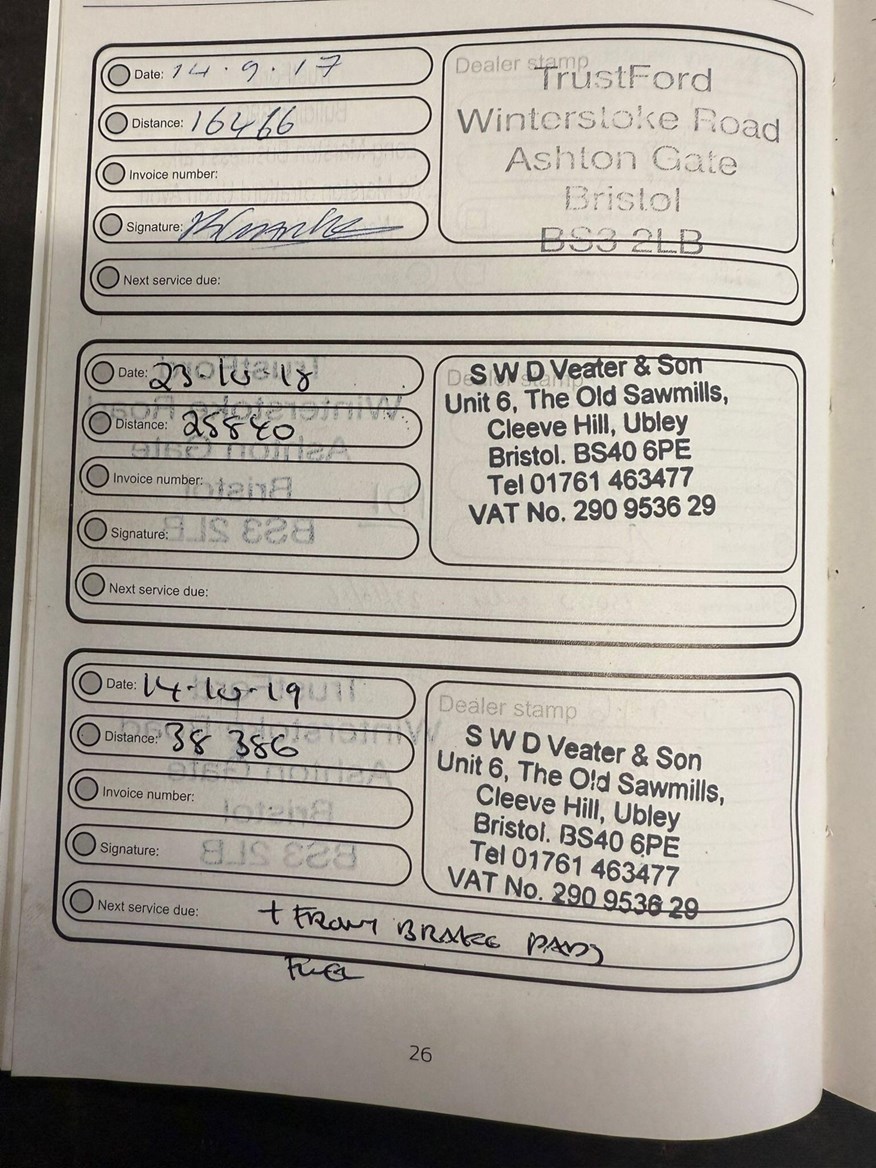 Date: 14.9.17
Distance: 16466
Invoice number:
Signature:
Next service due:
Dealer stamp
TrustFord
Winterstoke Road
Ashton Gate
Bristol
BS3 2LB
Date: 23.10.18
Distance: 25840
Invoice number:
Signature:
Next service due:
Dealer stamp
S W D Veater & Son
Unit 6, The Old Sawmills,
Cleeve Hill, Ubley
Bristol. BS40 6PE
Tel 01761 463477
VAT No. 290 9536 29
Date: 14.10.19
Distance: 38 386
Invoice number:
Signature:
Next service due: + FRONT BRAKE PADS
FUEL
Dealer stamp
S W D Veater & Son
Unit 6, The Old Sawmills,
Cleeve Hill, Ubley
Bristol. BS40 6PE
Tel 01761 463477
VAT No. 290 9536 29
26